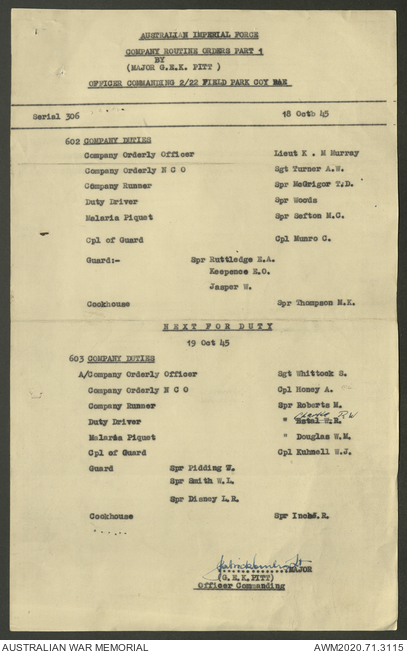 AUSTRALIAN IMPERIAL FORCE
COMPANY ROUTINE ORDERS PART 1
BY
(MAJOR G.E.K. PITT )
OFFICER COMMANDING 2/22 FIELD PARK COY RAE
Serial 306 18 Octb 45
602 COMPANY DUTIES
Company Orderly Officer Lieut K . M Murray
Company Orderly N C O Sgt Turner A.W.
Company Runner Spr McGrigor T.D.
Duty Driver Spr Woods
Malaria Piquet Spr Sefton M.C.
Cpl of Guard Cpl Munro C.
Guard:- Spr Ruttledge E.A.
Keepence E.O.
Jasper W.
Cookhouse Spr Thompson M.K.
NEXT FOR DUTY
19 Oct 45
603 COMPANY DUTIES
A/Company Orderly Officer Sgt Whittock S.
Company Orderly N C O Cpl Honey A.
Company Runner Spr Roberts M.
R W
Duty Driver " W.R.
Malaria Piquet " Douglas W.M.
Cpl of Guard Cpl Kuhnell W.J.
Guard Spr Pidding W.
Spr Smith W.L.
Spr Disney L.R.
Cookhouse Spr Inch W.R.
......
MAJOR
(G.E.K.PITT)
Officer Commanding
AUSTRALIAN WAR MEMORIAL AWM2020.71.3115